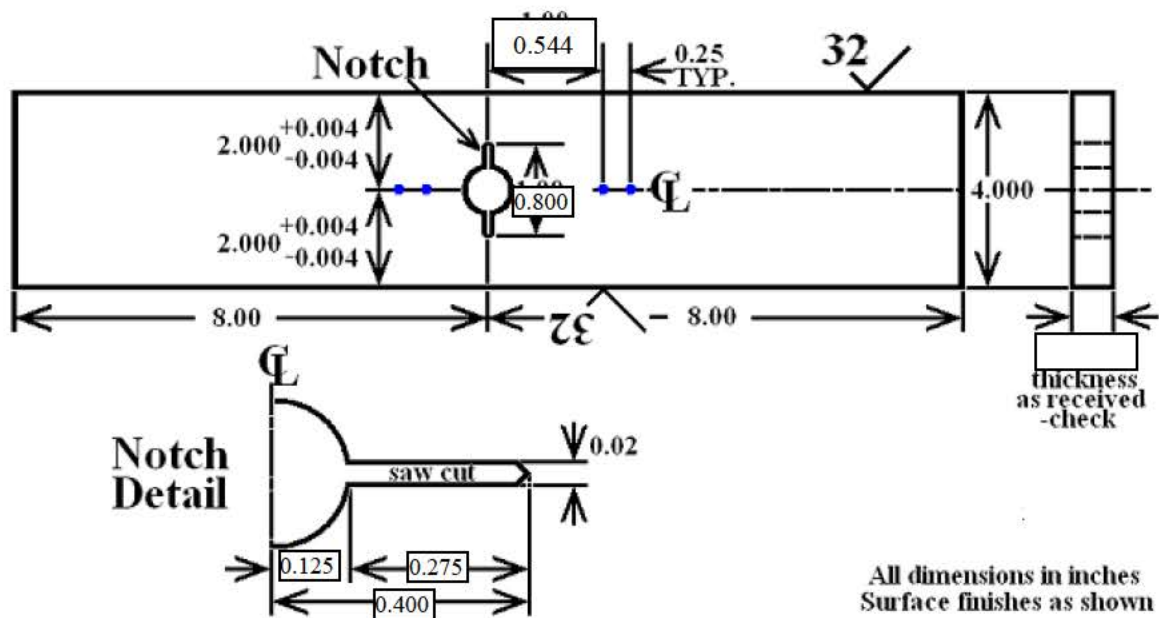 0.544
Notch
0.25
TYP.
32
2.000 +0.004
-0.004
0.800
CL
4.000
2.000 +0.004
-0.004
8.00
32
8.00
thickness
as received
-check
CL
Notch
Detail
saw cut
0.02
0.125
0.275
0.400
All dimensions in inches
Surface finishes as shown